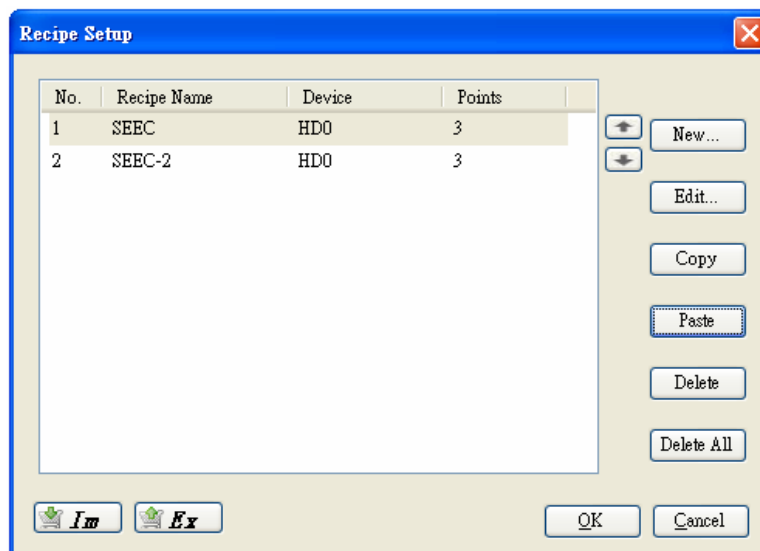 Recipe Setup
No. Recipe Name Device Points
1 SEEC HD0 3
2 SEEC-2 HD0 3
New...
Edit...
Copy
Paste
Delete
Delete All
Im Ex OK Cancel